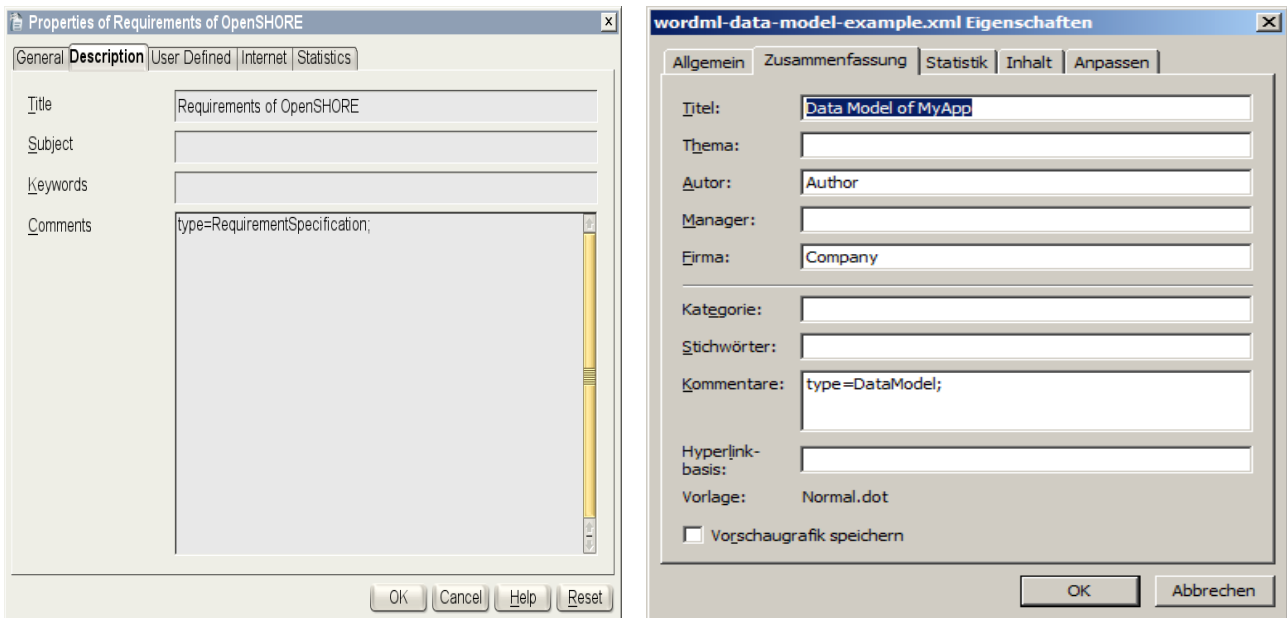 Properties of Requirements of OpenSHORE
General Description User Defined Internet Statistics
Title Requirements of OpenSHORE
Subject
Keywords
Comments type=RequirementSpecification;
OK Cancel Help Reset
wordml-data-model-example.xml Eigenschaften
Allgemein Zusammenfassung Statistik Inhalt Anpassen
Titel: Data Model of MyApp
Thema:
Autor: Author
Manager:
Firma: Company
Kategorie:
Stichwörter:
Kommentare: type=DataModel;
Hyperlink-
basis:
Vorlage: Normal.dot
Vorschaugrafik speichern
OK Abbrechen